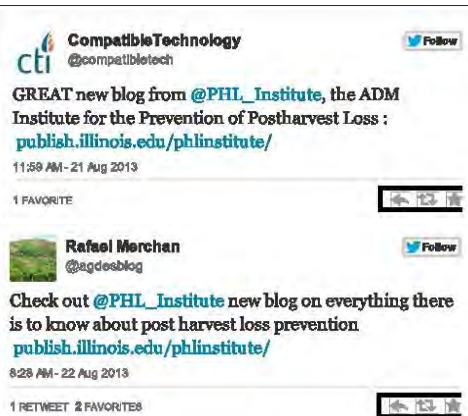 cti
CompatibleTechnology
@compatibletech
Follow
GREAT new blog from @PHL_Institute, the ADM
Institute for the Prevention of Postharvest Loss :
publish.illinois.edu/phlinstitute/
11:59 AM - 21 Aug 2013
1 FAVORITE
Rafael Merchan
@agdesblog
Follow
Check out @PHL_Institute new blog on everything there
is to know about post harvest loss prevention
publish.illinois.edu/phlinstitute/
8:28 AM - 22 Aug 2013
1 RETWEET 2 FAVORITES